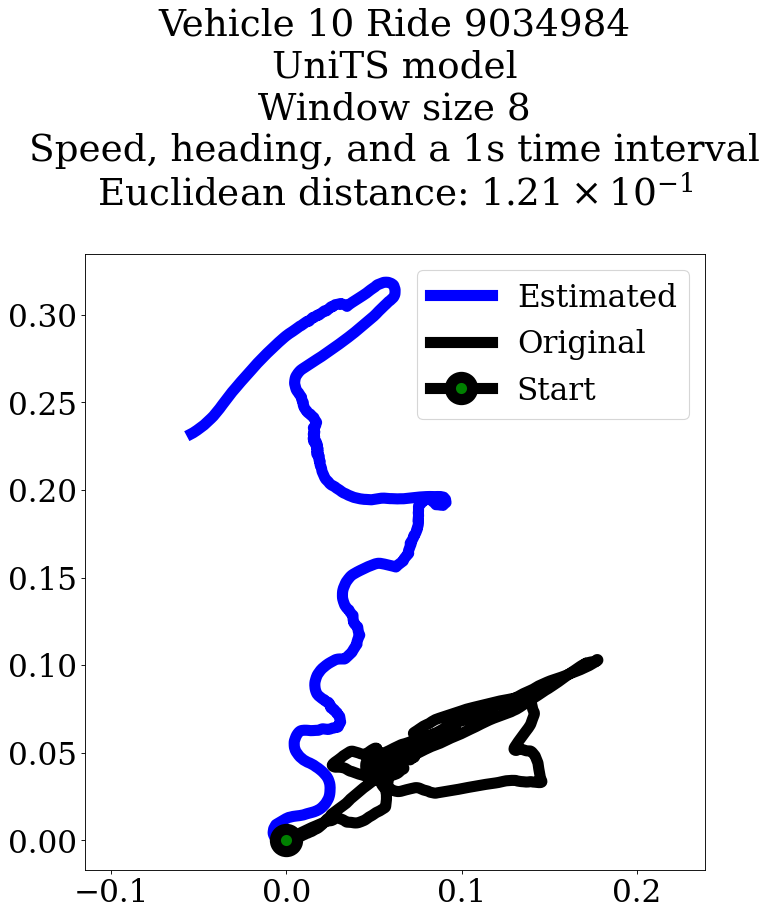 Vehicle 10 Ride 9034984
UniTS model
Window size 8
Speed, heading, and a 1s time interval
Euclidean distance: 1.21 × 10⁻¹
Estimated
Original
Start
0.30
0.25
0.20
0.15
0.10
0.05
0.00
−0.1
0.0
0.1
0.2